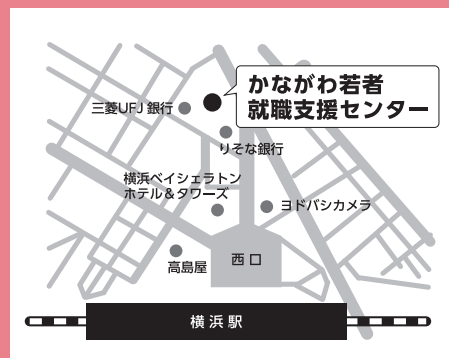 かながわ若者
就職支援センター
三菱UFJ銀行
りそな銀行
横浜ベイシェラトン
ホテル&タワーズ
ヨドバシカメラ
高島屋
西口
横浜駅